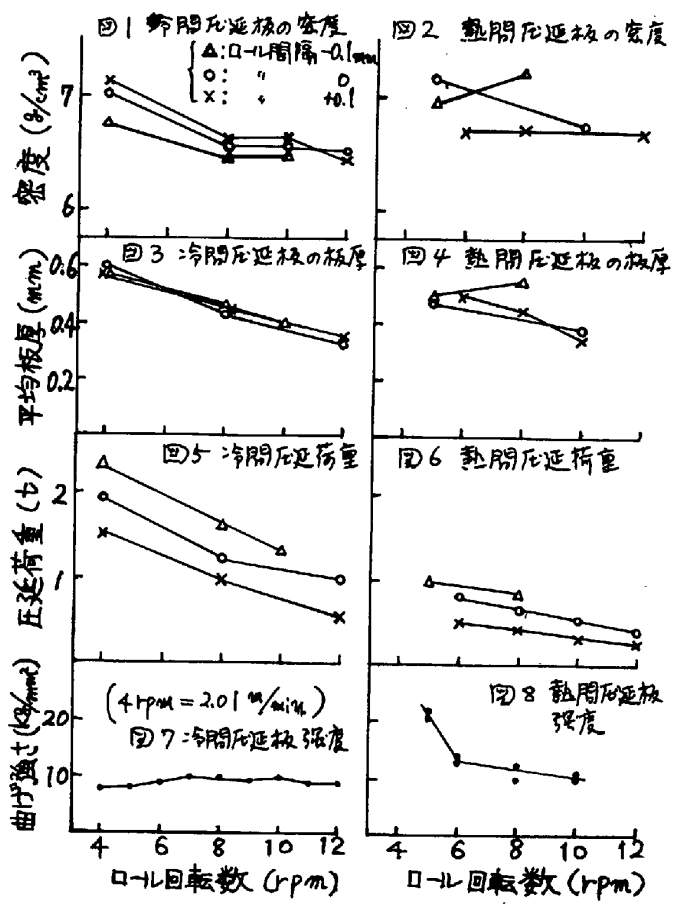 図1 冷間圧延板の密度
△:ロール間隔 -0.1mm
○: 〃 0
×: 〃 +0.1
図2 熱間圧延板の密度
密度 (g/cm³)
7
6
図3 冷間圧延板の板厚
図4 熱間圧延板の板厚
平均板厚 (mm)
0.6
0.4
0.2
図5 冷間圧延荷重
図6 熱間圧延荷重
圧延荷重 (t)
2
1
(4rpm = 2.01 m/min.)
図7 冷間圧延板強度
図8 熱間圧延板
強度
曲げ強さ (kg/mm²)
20
10
4 6 8 10 12
4 6 8 10 12
ロール回転数 (rpm)
ロール回転数 (rpm)